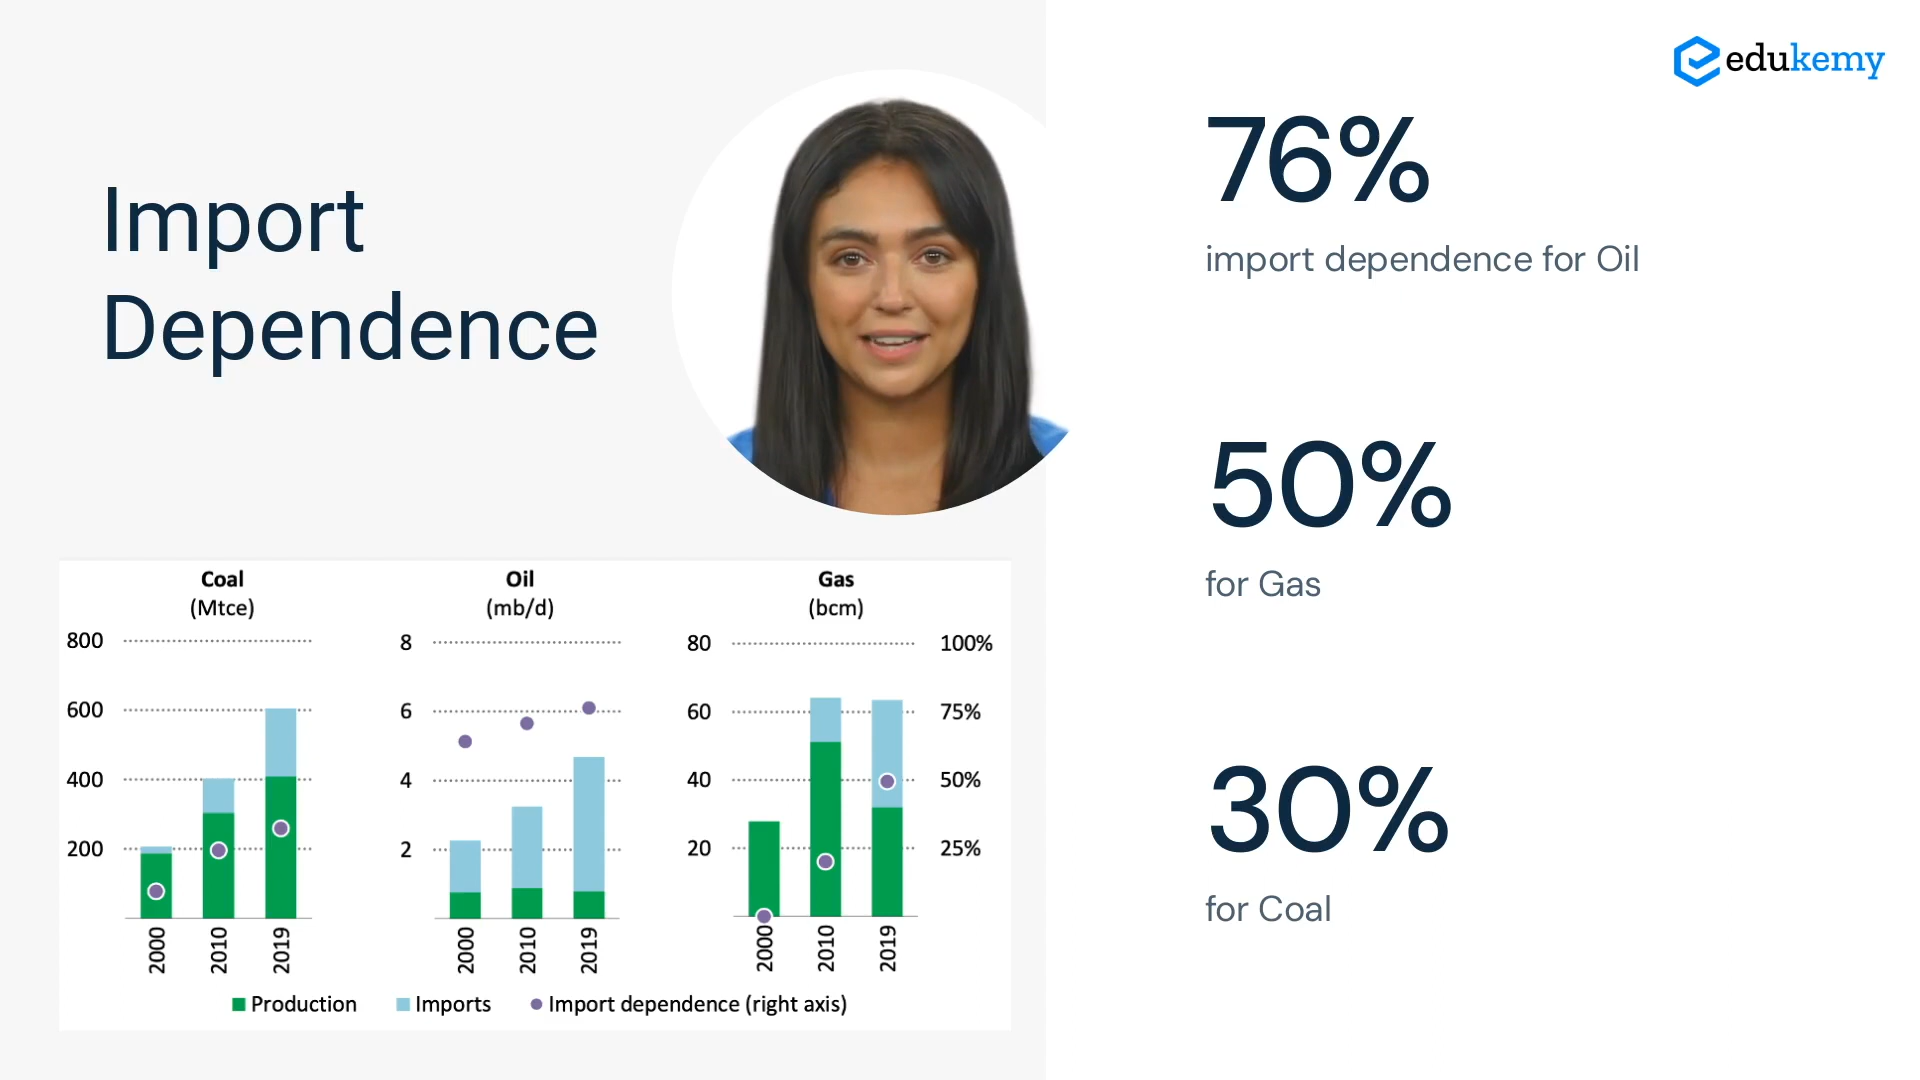 edukemy
Import
Dependence
76%
import dependence for Oil
50%
for Gas
30%
for Coal
Coal
(Mtce)
800
600
400
200
2000
2010
2019
Oil
(mb/d)
8
6
4
2
2000
2010
2019
Gas
(bcm)
80
60
40
20
100%
75%
50%
25%
2000
2010
2019
Production
Imports
Import dependence (right axis)